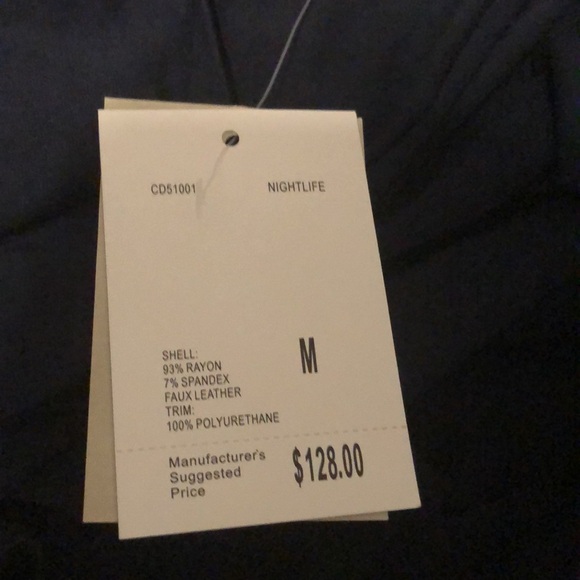 CD51001 NIGHTLIFE
SHELL:
93% RAYON
7% SPANDEX
FAUX LEATHER
TRIM:
100% POLYURETHANE
M
Manufacturer's
Suggested
Price
$128.00